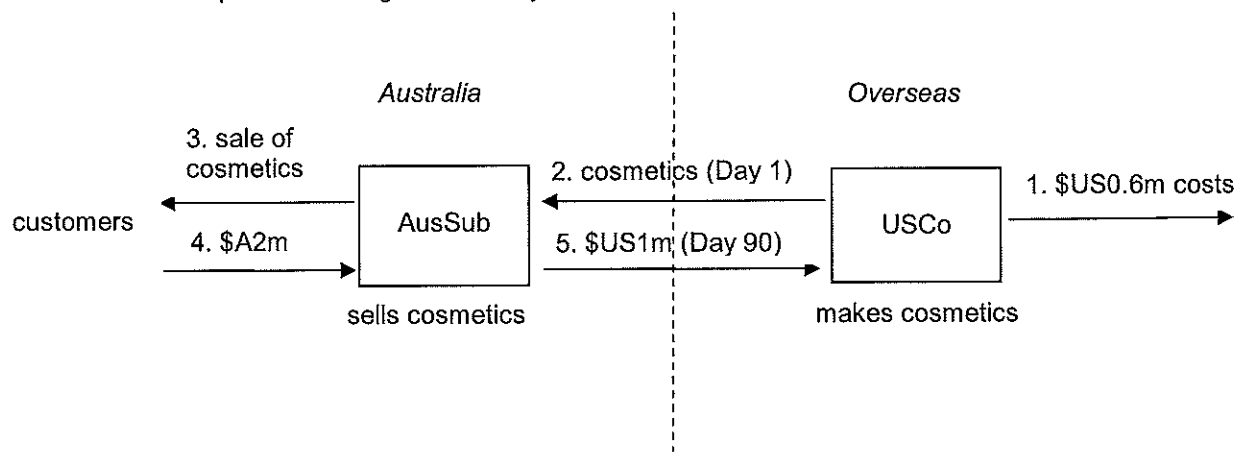 Australia
Overseas
3. sale of
cosmetics
2. cosmetics (Day 1)
1. $US0.6m costs
customers
AusSub
USCo
4. $A2m
5. $US1m (Day 90)
sells cosmetics
makes cosmetics